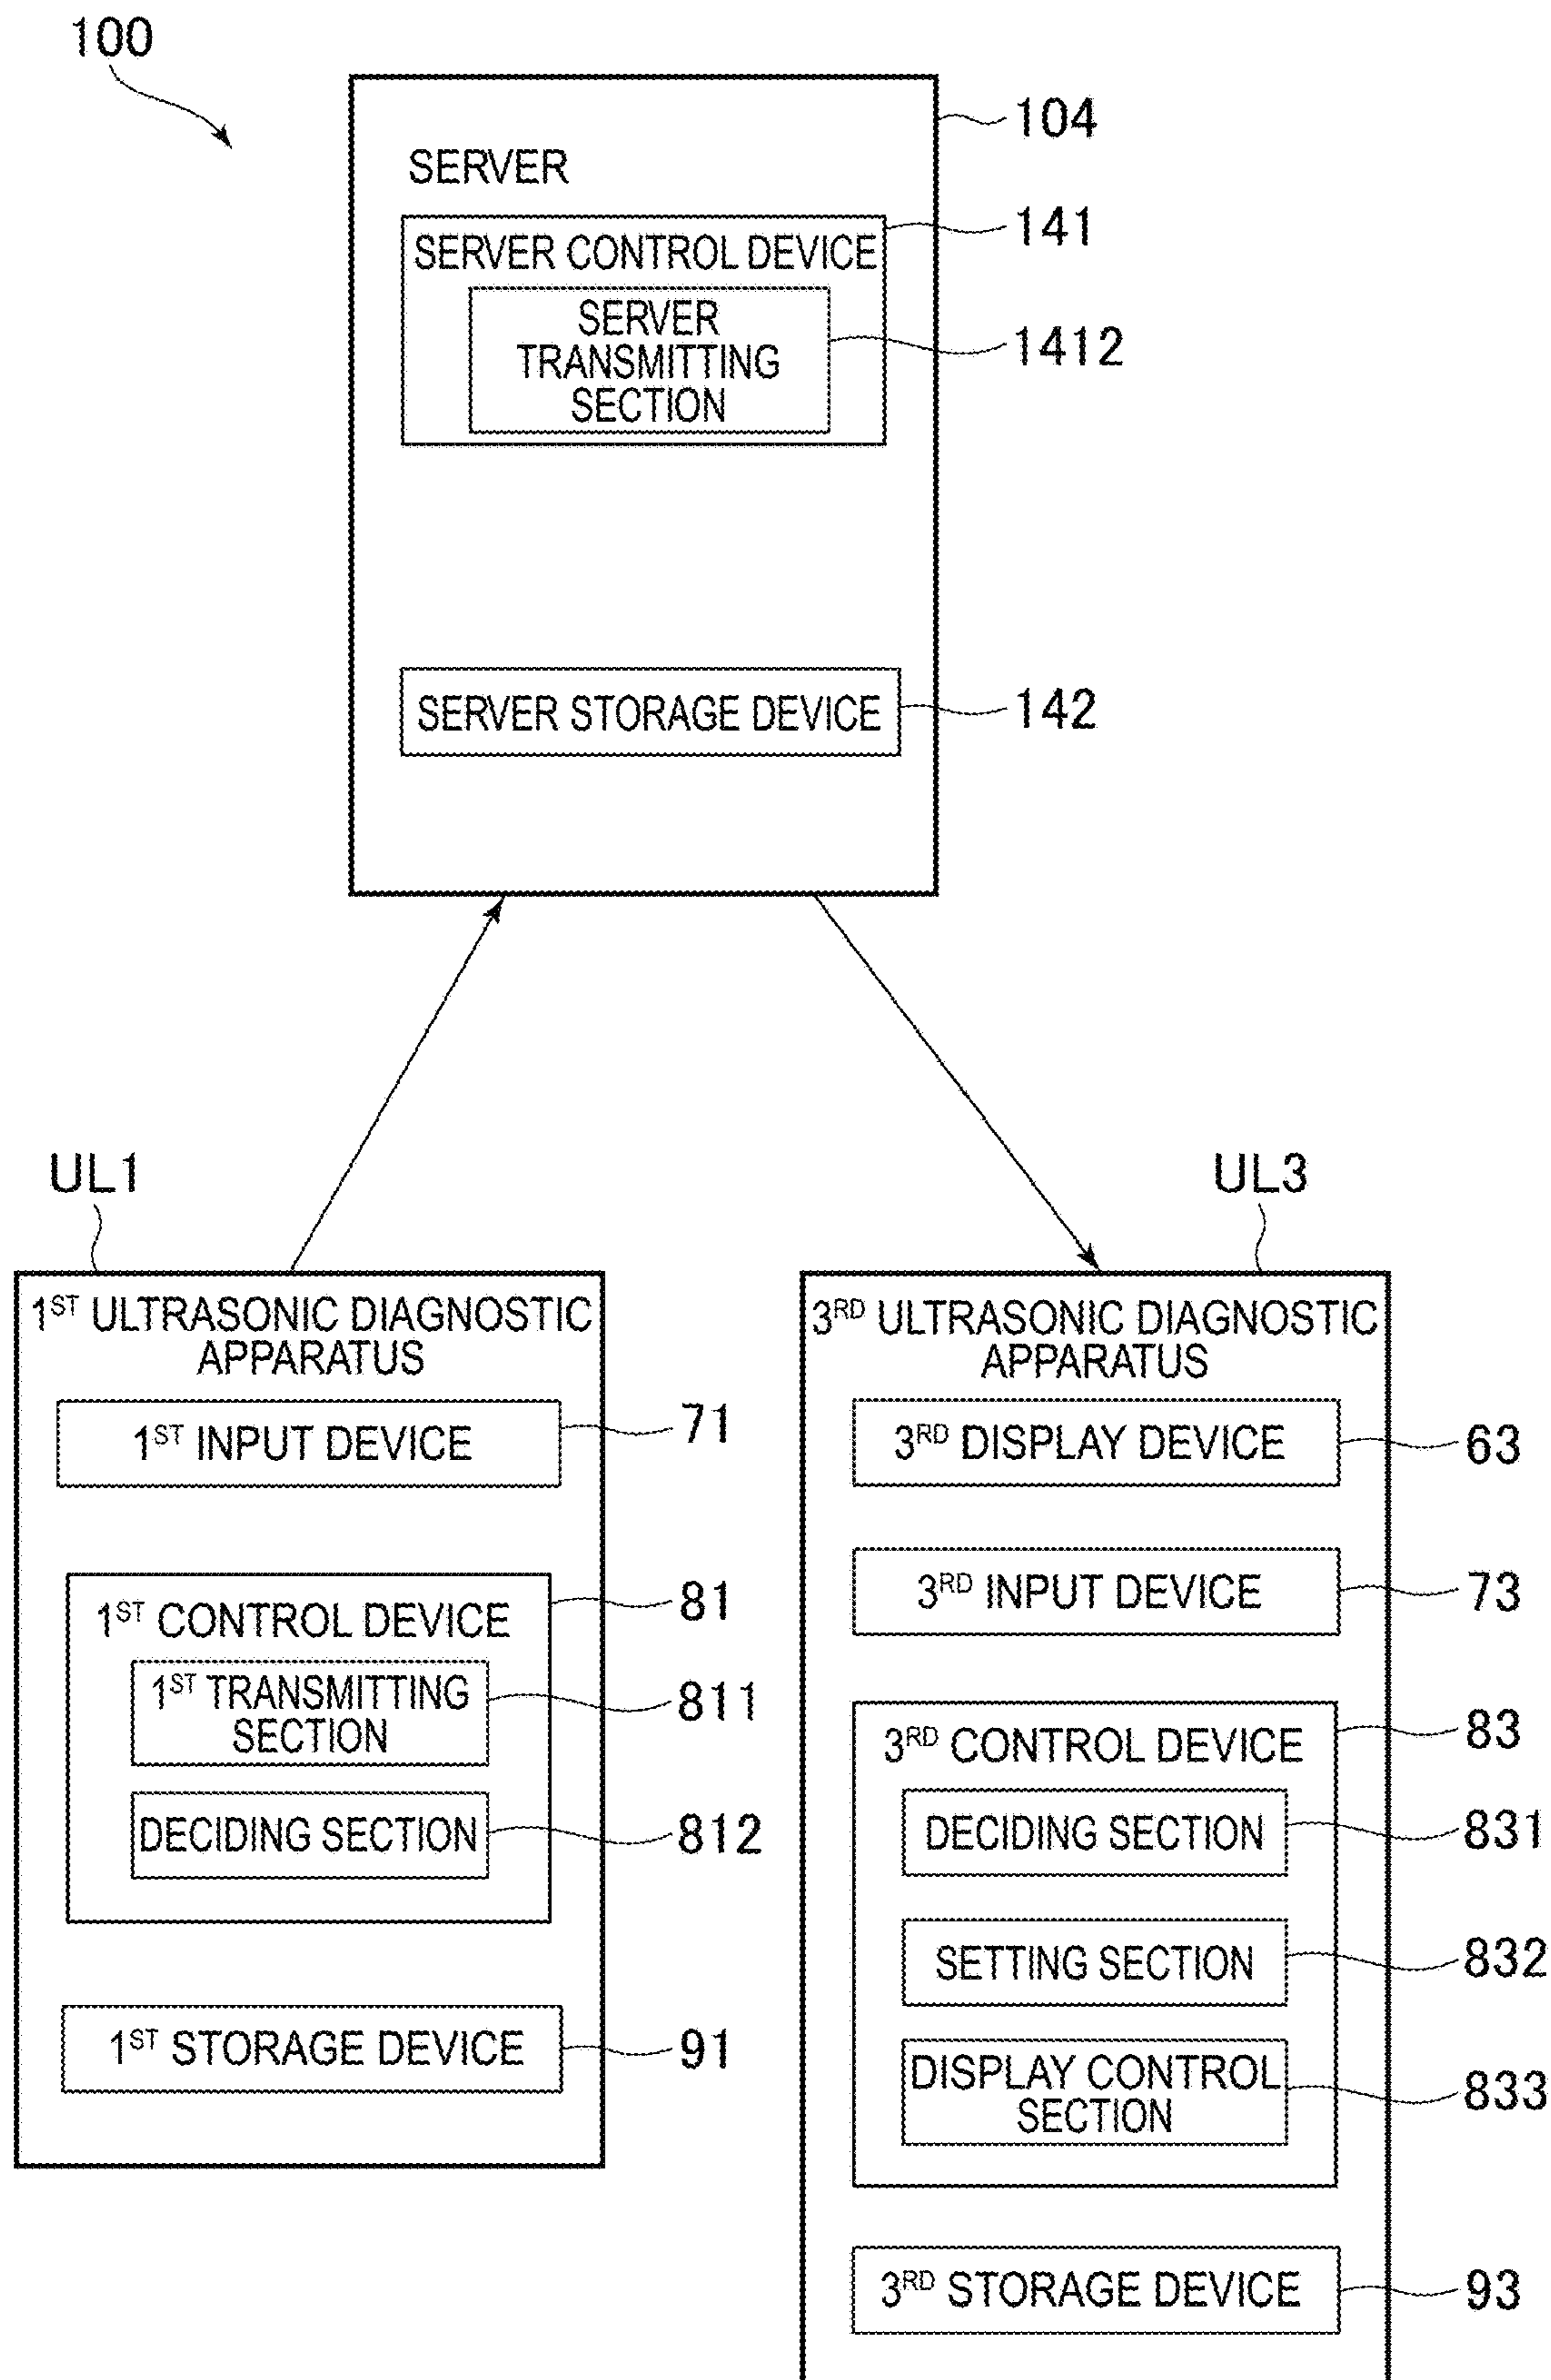 100
104
SERVER
141
SERVER CONTROL DEVICE
SERVER
TRANSMITTING
SECTION
1412
SERVER STORAGE DEVICE
142
UL1
1ST ULTRASONIC DIAGNOSTIC
APPARATUS
1ST INPUT DEVICE
71
1ST CONTROL DEVICE
81
1ST TRANSMITTING
SECTION
811
DECIDING SECTION
812
1ST STORAGE DEVICE
91
UL3
3RD ULTRASONIC DIAGNOSTIC
APPARATUS
3RD DISPLAY DEVICE
63
3RD INPUT DEVICE
73
3RD CONTROL DEVICE
83
DECIDING SECTION
831
SETTING SECTION
832
DISPLAY CONTROL
SECTION
833
3RD STORAGE DEVICE
93